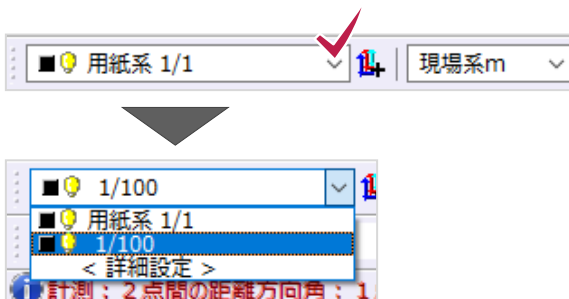 用紙系 1/1
現場系m
1/100
用紙系 1/1
1/100
< 詳細設定 >
計測：２点間の距離方向角：１